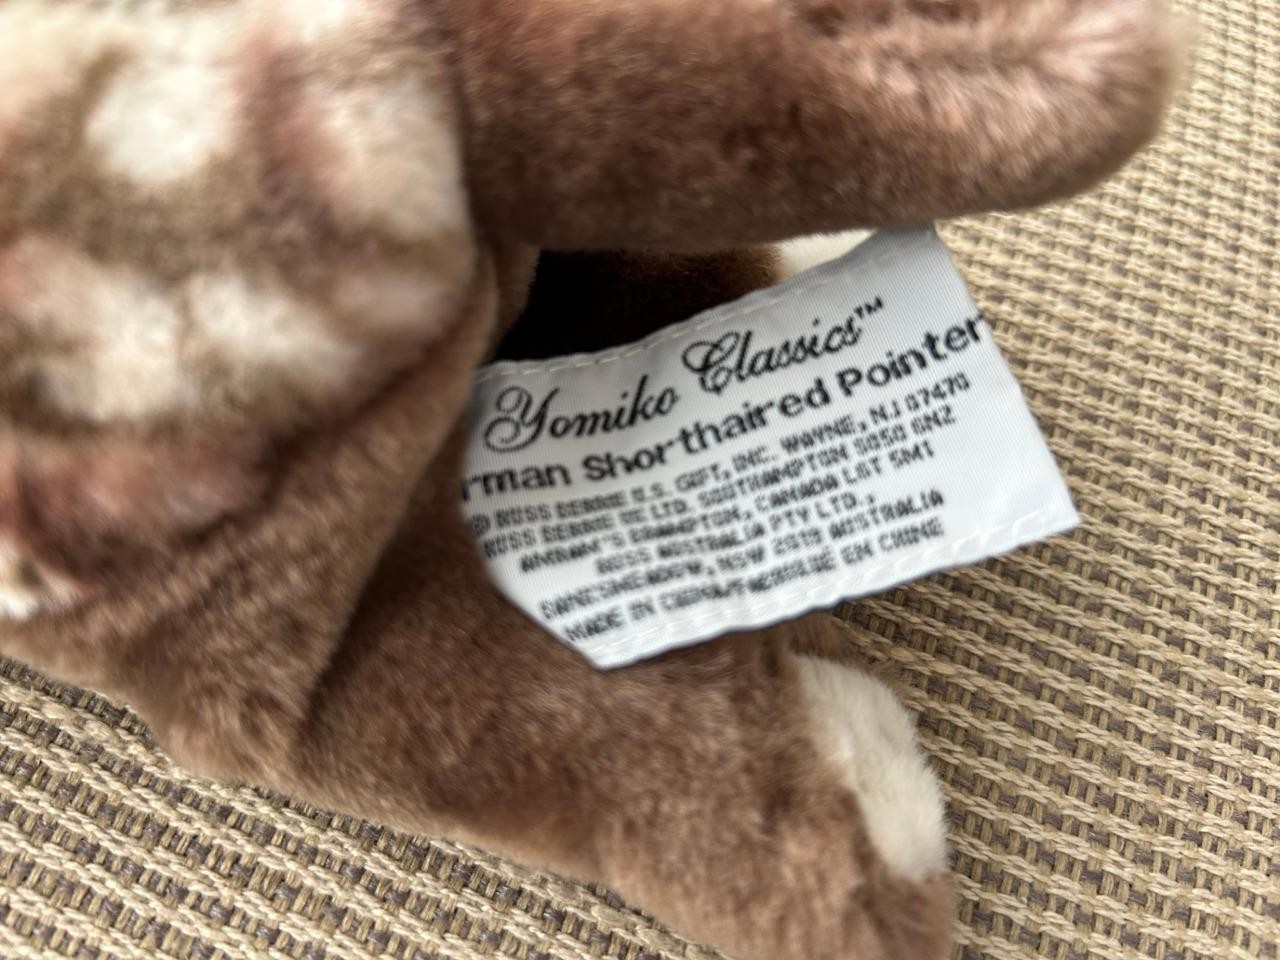 Yomiko Classics™
rman Shorthaired Pointer
© RUSS BERRIE U.S. GIFT, INC. WAYNE, NJ 07470
RUSS BERRIE UK LTD. SOUTHAMPTON SO50 6NZ
BRAMPTON, CANADA L6T 5M1
RUSS AUSTRALIA PTY LTD.,
NSW 2019 AUSTRALIA
MADE IN CHINA/FABRIQUÉ EN CHINE